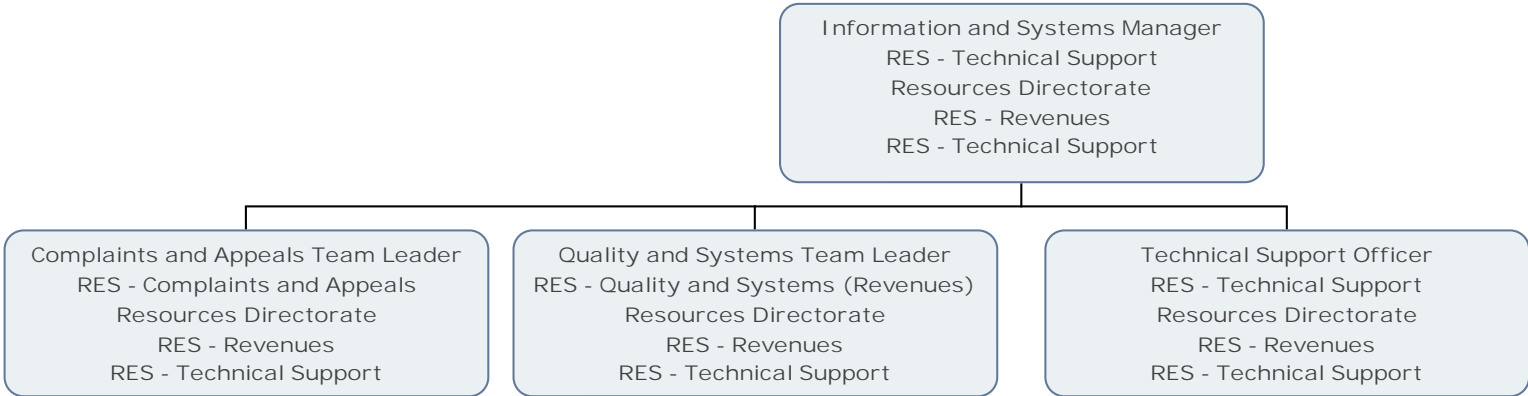 Information and Systems Manager
RES - Technical Support
Resources Directorate
RES - Revenues
RES - Technical Support
Complaints and Appeals Team Leader
RES - Complaints and Appeals
Resources Directorate
RES - Revenues
RES - Technical Support
Quality and Systems Team Leader
RES - Quality and Systems (Revenues)
Resources Directorate
RES - Revenues
RES - Technical Support
Technical Support Officer
RES - Technical Support
Resources Directorate
RES - Revenues
RES - Technical Support